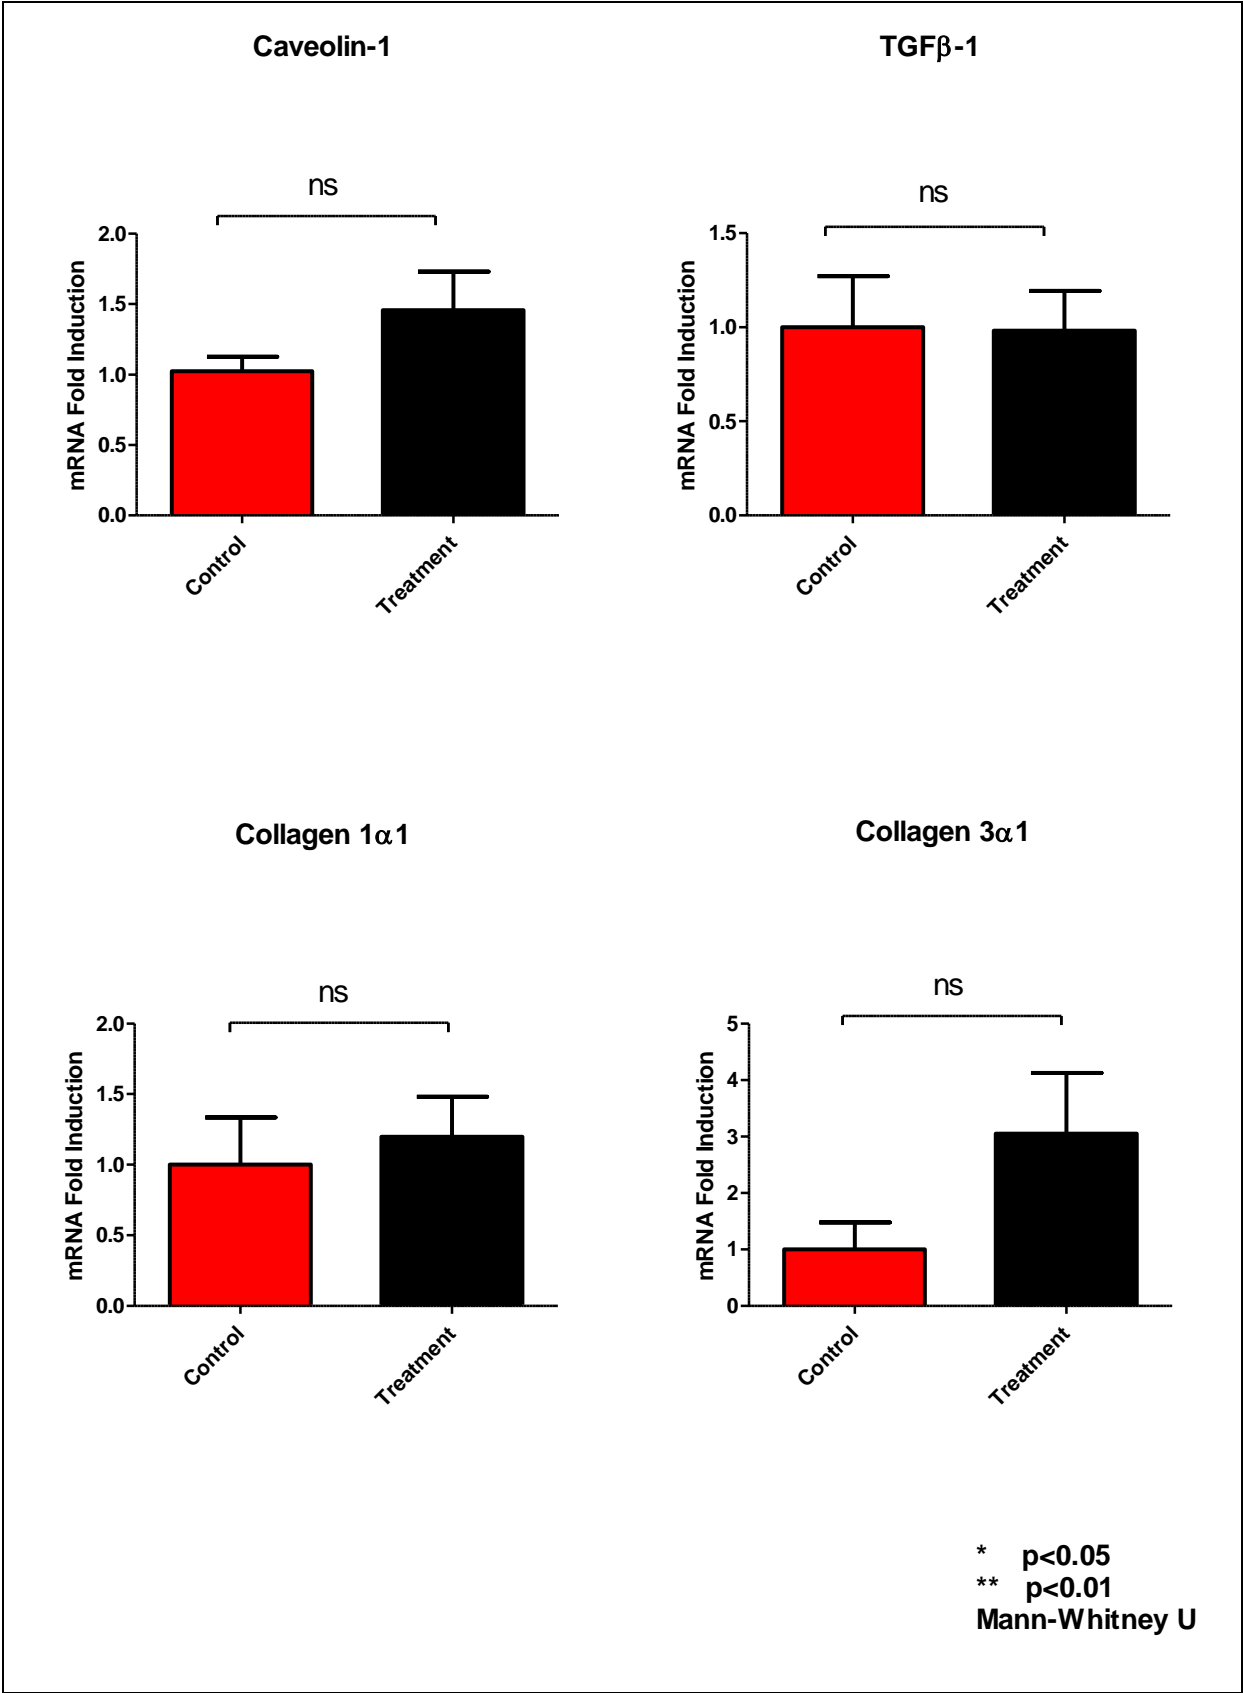 Caveolin-1
TGFβ-1
ns
2.0
1.5
1.0
0.5
0.0
mRNA Fold Induction
Control
Treatment
ns
1.5
1.0
0.5
0.0
mRNA Fold Induction
Control
Treatment
Collagen 1α1
Collagen 3α1
ns
2.0
1.5
1.0
0.5
0.0
mRNA Fold Induction
Control
Treatment
ns
5
4
3
2
1
0
mRNA Fold Induction
Control
Treatment
* p<0.05
** p<0.01
Mann-Whitney U